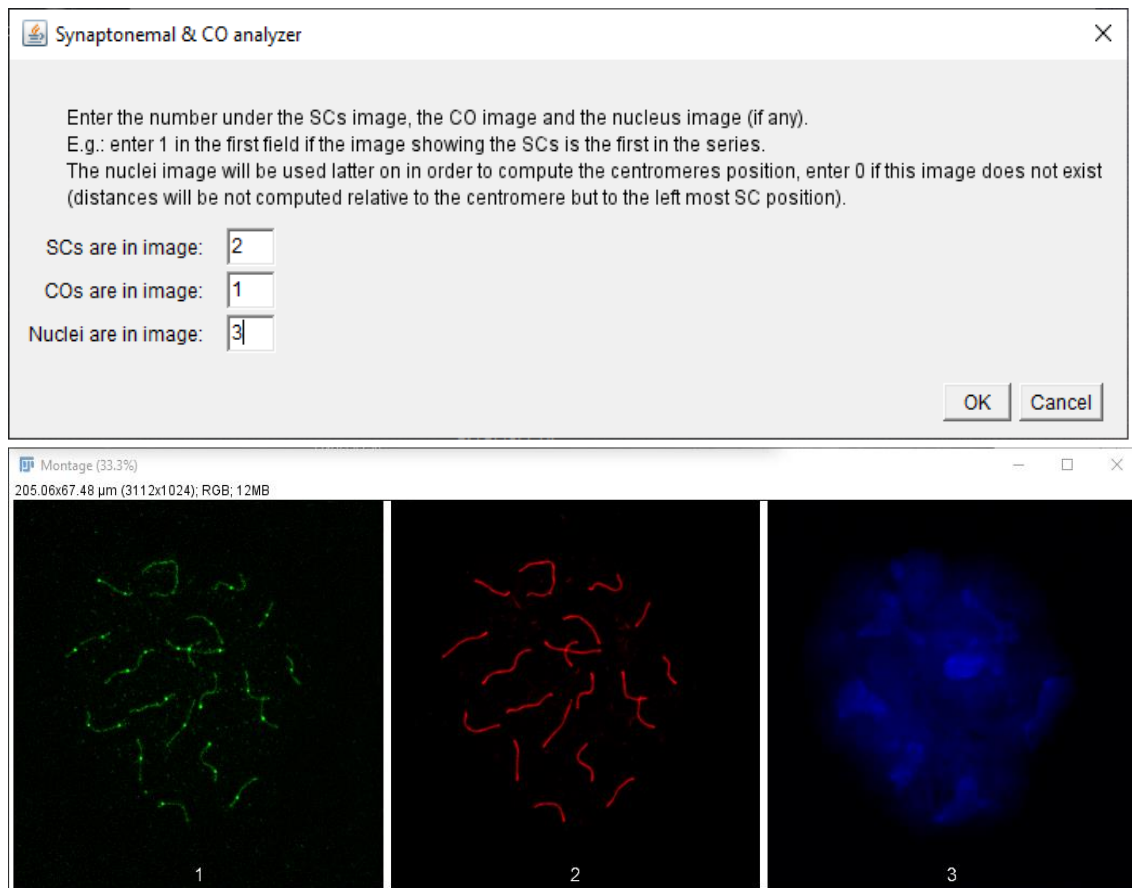 Synaptonemal & CO analyzer
Enter the number under the SCs image, the CO image and the nucleus image (if any).
E.g.: enter 1 in the first field if the image showing the SCs is the first in the series.
The nuclei image will be used latter on in order to compute the centromeres position, enter 0 if this image does not exist
(distances will be not computed relative to the centromere but to the left most SC position).
SCs are in image: 2
COs are in image: 1
Nuclei are in image: 3
OK Cancel
Montage (33.3%)
205.06x67.48 µm (3112x1024); RGB; 12MB
1 2 3